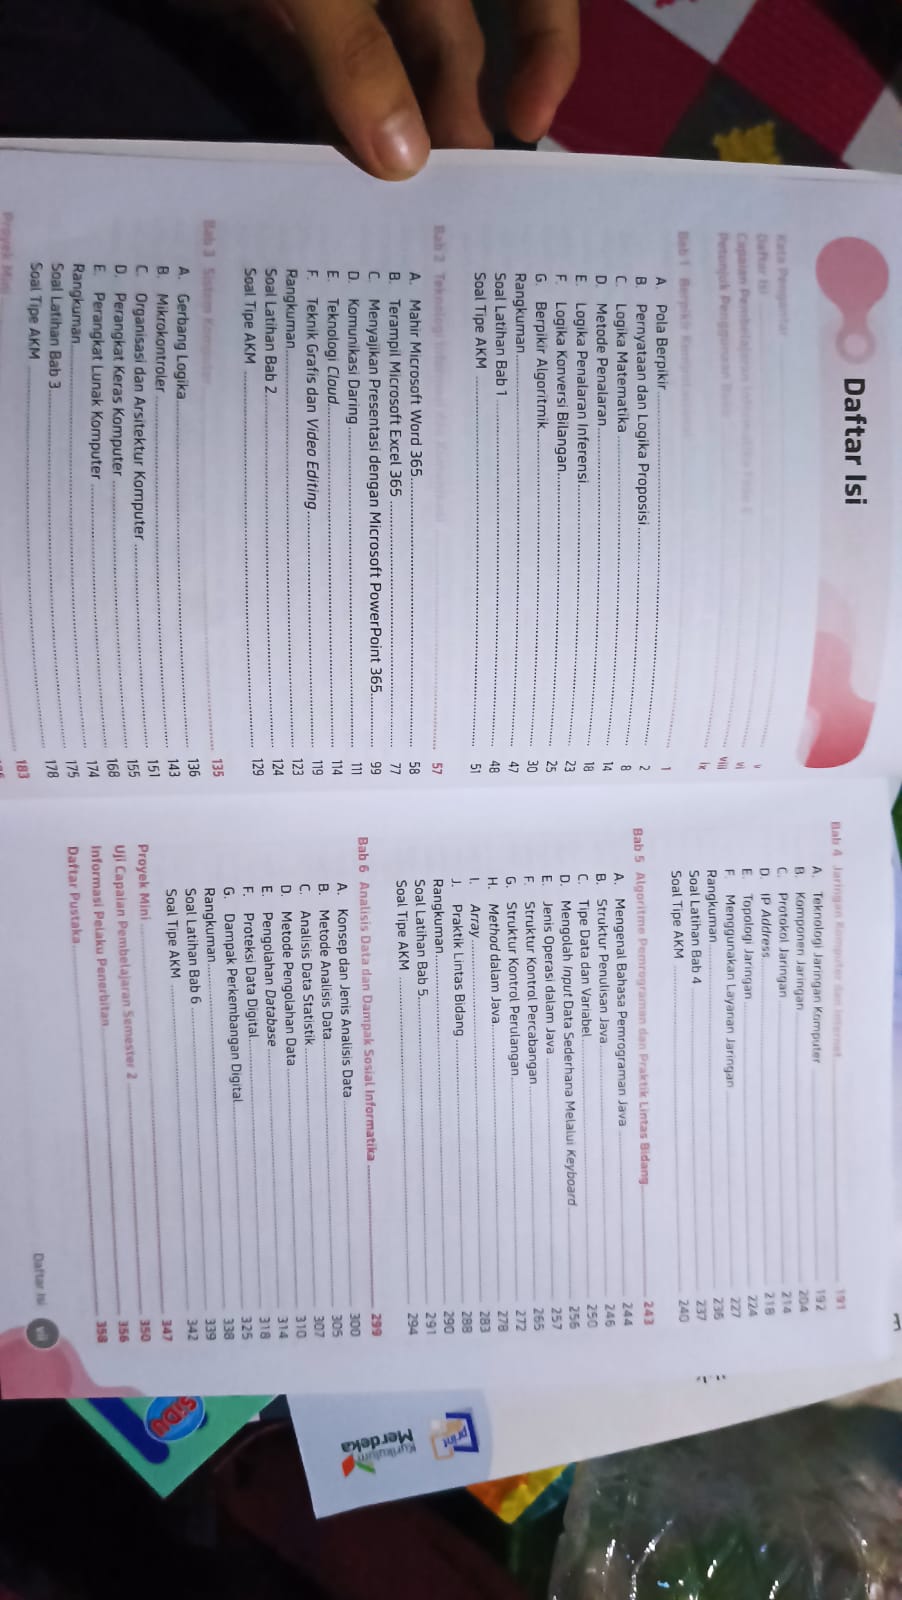 Daftar Isi
Kata Pengantar v
Daftar Isi vi
Capaian Pembelajaran Informatika Fase E viii
Petunjuk Penggunaan Buku ix
Bab 1 Berpikir Komputasional 1
A. Pola Berpikir 2
B. Pernyataan dan Logika Proposisi 8
C. Logika Matematika 14
D. Metode Penalaran 18
E. Logika Penalaran Inferensi 23
F. Logika Konversi Bilangan 25
G. Berpikir Algoritmik 30
Rangkuman 47
Soal Latihan Bab 1 48
Soal Tipe AKM 51
Bab 2 Teknologi Informasi dan Komunikasi 57
A. Mahir Microsoft Word 365 58
B. Terampil Microsoft Excel 365 77
C. Menyajikan Presentasi dengan Microsoft PowerPoint 365 99
D. Komunikasi Daring 111
E. Teknologi Cloud 114
F. Teknik Grafis dan Video Editing 119
Rangkuman 123
Soal Latihan Bab 2 124
Soal Tipe AKM 129
Bab 3 Sistem Komputer 135
A. Gerbang Logika 136
B. Mikrokontroler 143
C. Organisasi dan Arsitektur Komputer 151
D. Perangkat Keras Komputer 155
E. Perangkat Lunak Komputer 168
Rangkuman 174
Soal Latihan Bab 3 175
Soal Tipe AKM 178
Proyek Mini 183
Bab 4 Jaringan Komputer dan Internet 191
A. Teknologi Jaringan Komputer 192
B. Komponen Jaringan 204
C. Protokol Jaringan 214
D. IP Address 218
E. Topologi Jaringan 224
F. Menggunakan Layanan Jaringan 227
Rangkuman 236
Soal Latihan Bab 4 237
Soal Tipe AKM 240
Bab 5 Algoritme Pemrograman dan Praktik Lintas Bidang 243
A. Mengenal Bahasa Pemrograman Java 244
B. Struktur Penulisan Java 246
C. Tipe Data dan Variabel 250
D. Mengolah Input Data Sederhana Melalui Keyboard 256
E. Jenis Operasi dalam Java 257
F. Struktur Kontrol Percabangan 265
G. Struktur Kontrol Perulangan 272
H. Method dalam Java 278
I. Array 283
J. Praktik Lintas Bidang 288
Rangkuman 290
Soal Latihan Bab 5 291
Soal Tipe AKM 294
Bab 6 Analisis Data dan Dampak Sosial Informatika 299
A. Konsep dan Jenis Analisis Data 300
B. Metode Analisis Data 305
C. Analisis Data Statistik 307
D. Metode Pengolahan Data 310
E. Pengolahan Database 314
F. Proteksi Data Digital 318
G. Dampak Perkembangan Digital 325
Rangkuman 338
Soal Latihan Bab 6 339
Soal Tipe AKM 342
Proyek Mini 347
Uji Capaian Pembelajaran Semester 2 350
Informasi Pelaku Penerbitan 356
Daftar Pustaka 358
Daftar Isi vii
print
Kurikulum
Merdeka
SiDU